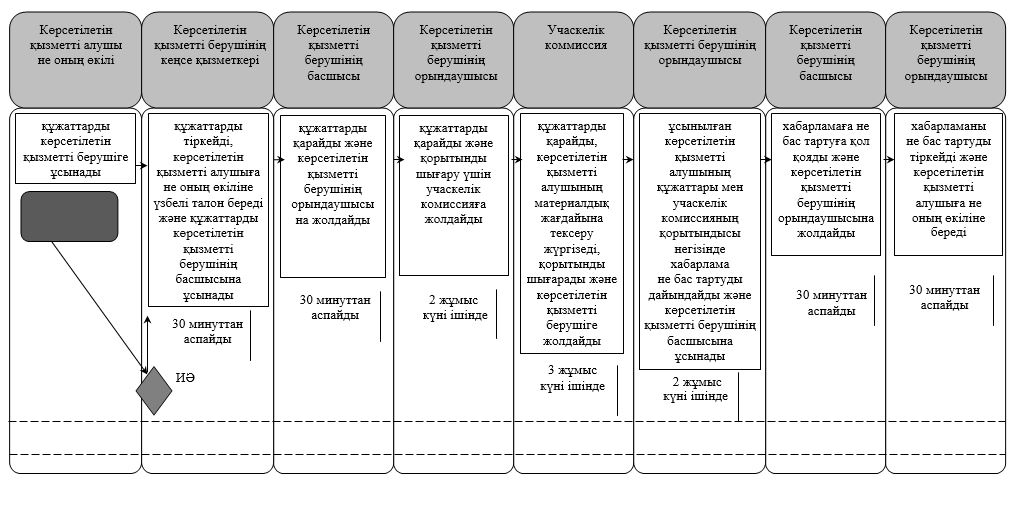 Көрсетілетін
қызметті алушы
не оның өкілі
Көрсетілетін
қызметті берушінің
кеңсе қызметкері
Көрсетілетін
қызметті
берушінің
басшысы
Көрсетілетін
қызметті
берушінің
орындаушысы
Учаскелік
коммиссия
Көрсетілетін
қызметті берушінің
орындаушысы
Көрсетілетін
қызметті
берушінің
басшысы
Көрсетілетін
қызметті
берушінің
орындаушысы
құжаттарды
көрсетілетін
қызметті берушіге
ұсынады
құжаттарды
тіркейді,
көрсетілетін
қызметті алушыға
не оның өкіліне
үзбелі талон береді
және құжаттарды
көрсетілетін
қызметті
берушінің
басшысына
ұсынады
30 минуттан
аспайды
ИӘ
құжаттарды
қарайды және
көрсетілетін
қызметті
берушінің
орындаушысы
на жолдайды
30 минуттан
аспайды
құжаттарды
қарайды және
қорытынды
шығару үшін
учаскелік
комиссияға
жолдайды
2 жұмыс
күні ішінде
құжаттарды
қарайды,
көрсетілетін
қызметті
алушының
материалдық
жағдайына
тексеру
жүргізеді,
қорытынды
шығарады және
көрсетілетін
қызметті
берушіге
жолдайды
3 жұмыс
күні ішінде
ұсынылған
көрсетілетін
қызметті
алушының
құжаттары мен
учаскелік
комиссияның
қорытындысы
негізінде
хабарлама
не бас тартуды
дайындайды және
көрсетілетін
қызметті берушінің
басшысына
ұсынады
2 жұмыс
күні ішінде
хабарламаға не
бас тартуға қол
қояды және
көрсетілетін
қызметті
берушінің
орындаушысына
жолдайды
30 минуттан
аспайды
хабарламаны
не бас тартуды
тіркейді және
көрсетілетін
қызметті
алушыға не
оның өкіліне
береді
30 минуттан
аспайды